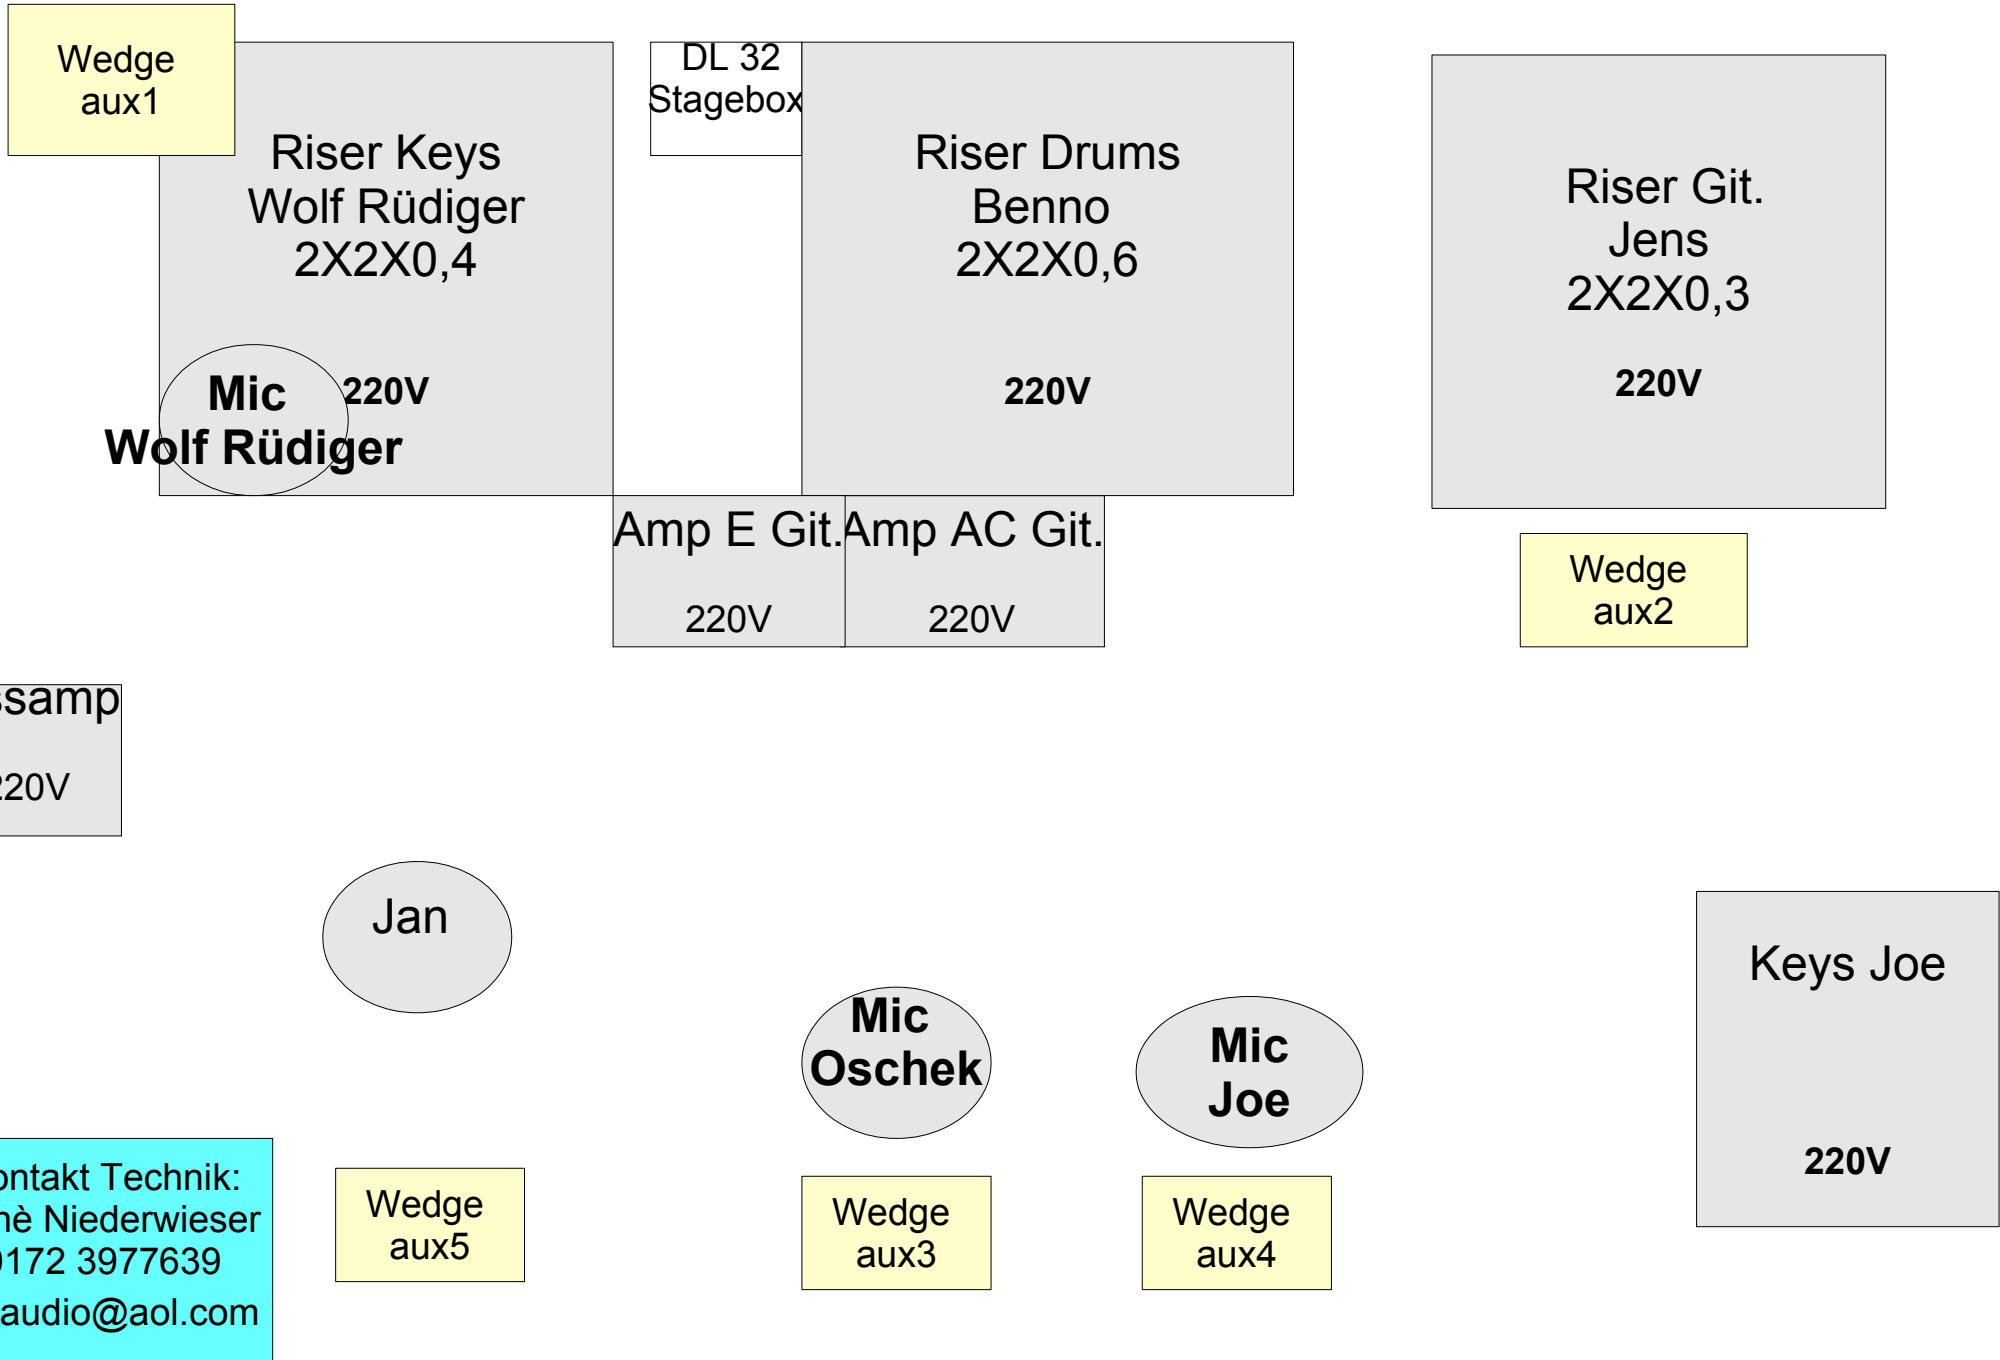 Wedge
aux1
Riser Keys
Wolf Rüdiger
2X2X0,4
220V
Mic
Wolf Rüdiger
DL 32
Stagebox
Riser Drums
Benno
2X2X0,6
220V
Riser Git.
Jens
2X2X0,3
220V
Amp E Git.
220V
Amp AC Git.
220V
Wedge
aux2
ssamp
220V
Jan
Mic
Oschek
Mic
Joe
Keys Joe
220V
ontakt Technik:
nè Niederwieser
0172 3977639
audio@aol.com
Wedge
aux5
Wedge
aux3
Wedge
aux4